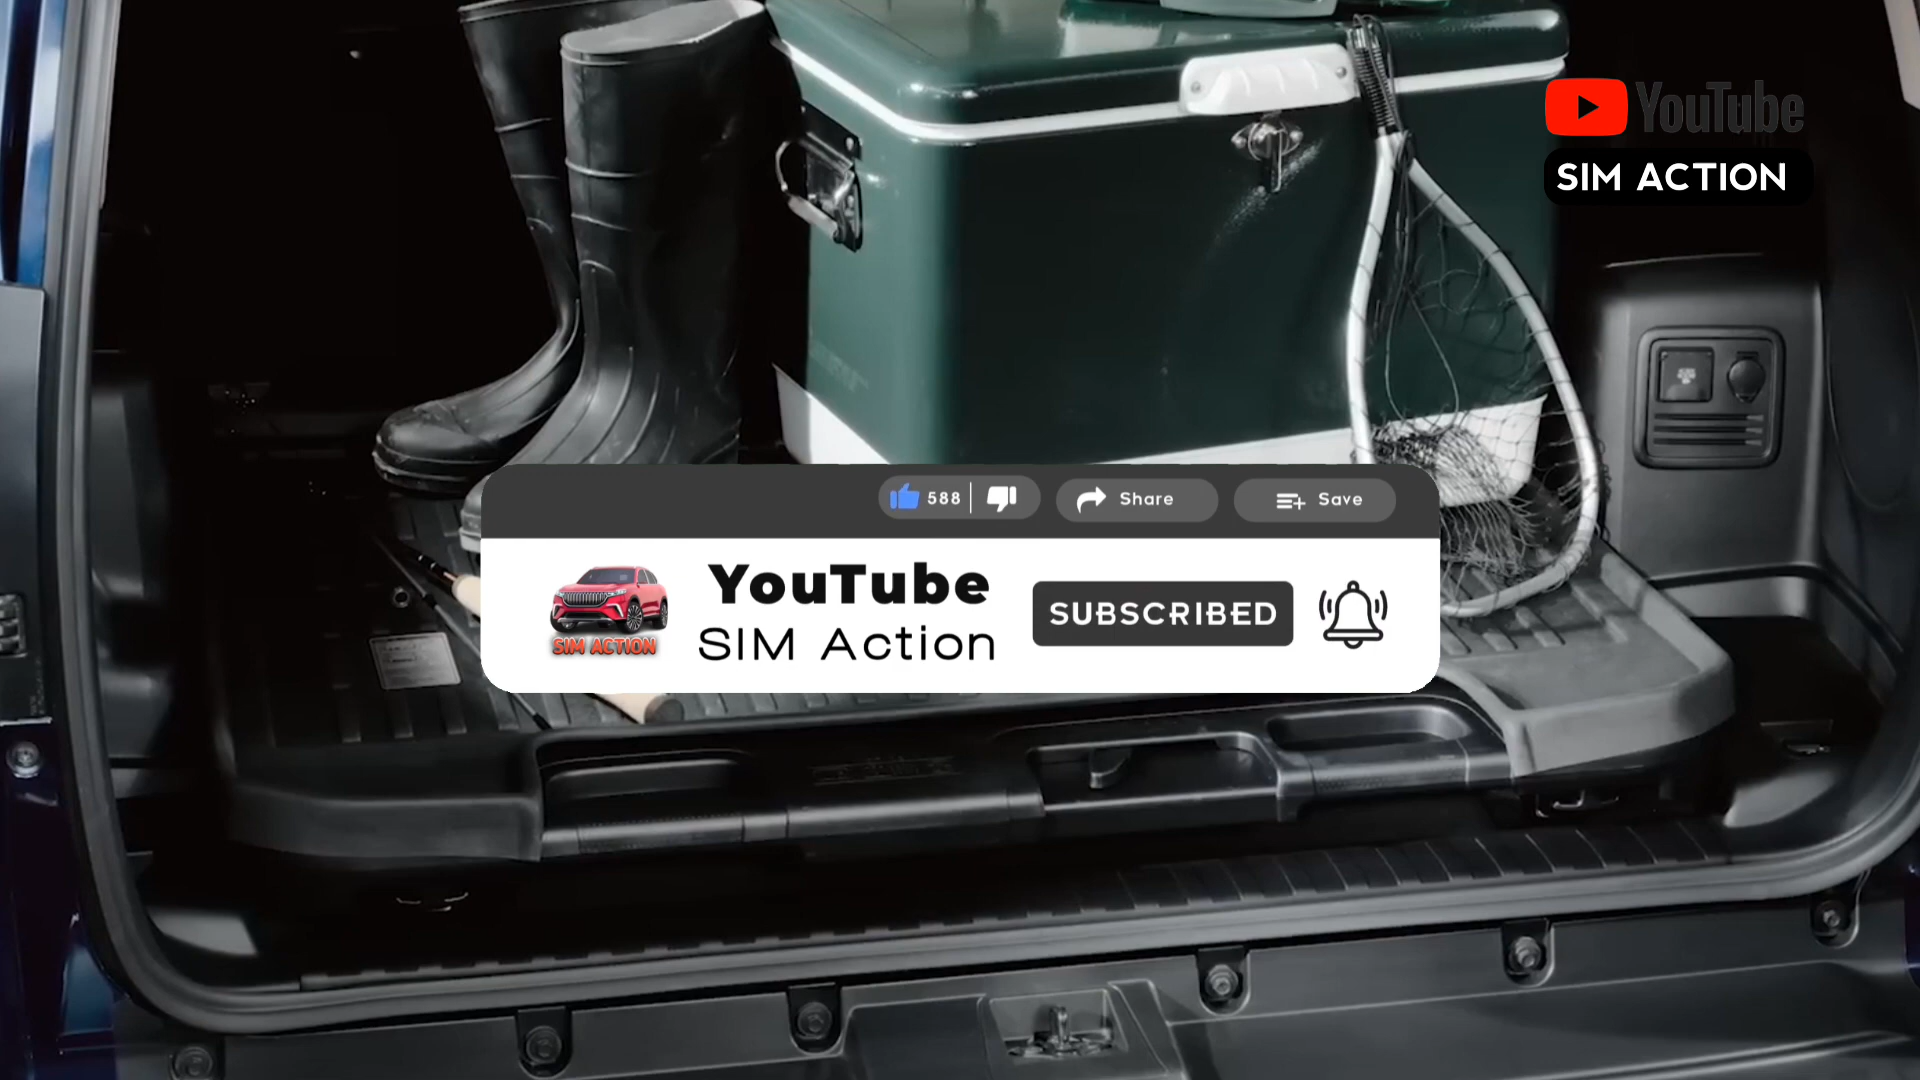 YouTube
SIM ACTION
588
Share
Save
YouTube
SIM Action
SIM ACTION
SUBSCRIBED